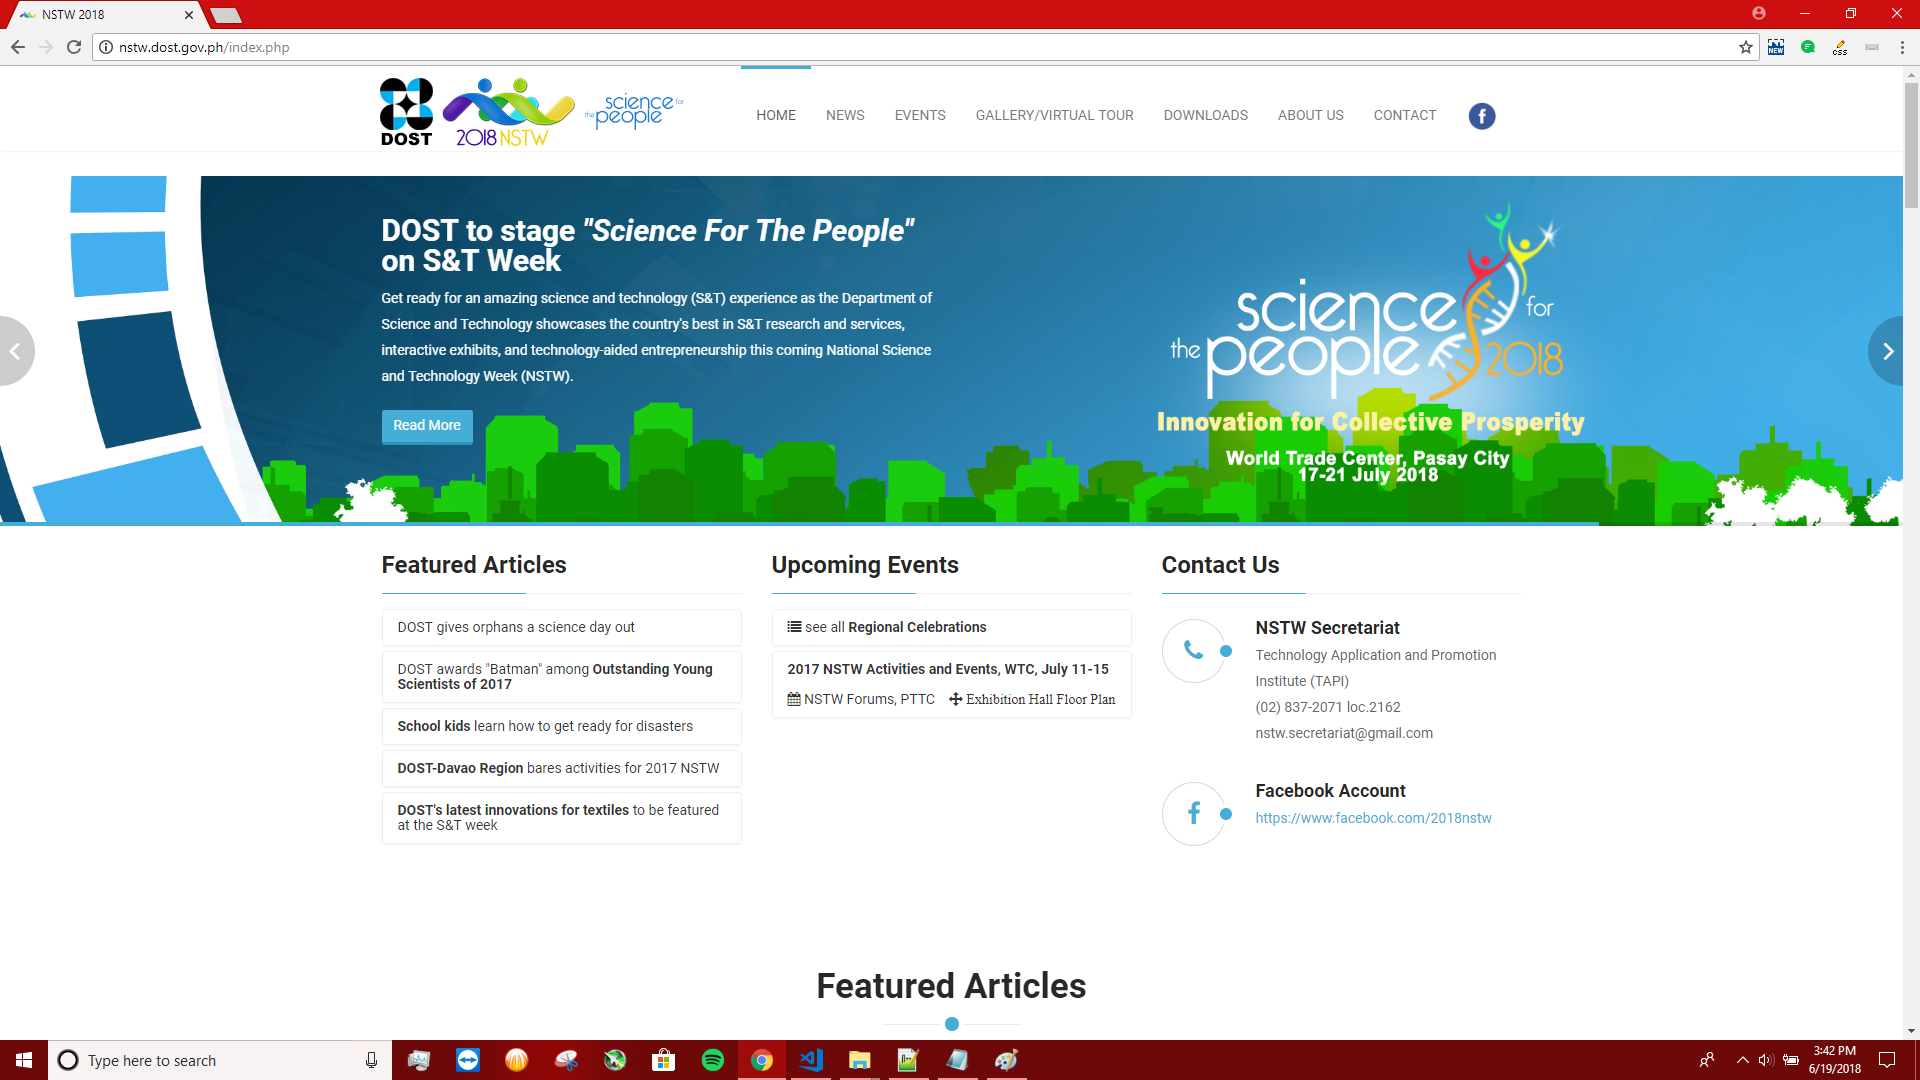 NSTW 2018
nstw.dost.gov.ph/index.php
NEW
css
DOST
2018 NSTW
the science for people
HOME
NEWS
EVENTS
GALLERY/VIRTUAL TOUR
DOWNLOADS
ABOUT US
CONTACT
f
DOST to stage "Science For The People"
on S&T Week
Get ready for an amazing science and technology (S&T) experience as the Department of
Science and Technology showcases the country's best in S&T research and services,
interactive exhibits, and technology-aided entrepreneurship this coming National Science
and Technology Week (NSTW).
Read More
science for
the people 2018
Innovation for Collective Prosperity
World Trade Center, Pasay City
17-21 July 2018
Featured Articles
DOST gives orphans a science day out
DOST awards "Batman" among Outstanding Young
Scientists of 2017
School kids learn how to get ready for disasters
DOST-Davao Region bares activities for 2017 NSTW
DOST's latest innovations for textiles to be featured
at the S&T week
Upcoming Events
see all Regional Celebrations
2017 NSTW Activities and Events, WTC, July 11-15
NSTW Forums, PTTC
Exhibition Hall Floor Plan
Contact Us
NSTW Secretariat
Technology Application and Promotion
Institute (TAPI)
(02) 837-2071 loc.2162
nstw.secretariat@gmail.com
Facebook Account
https://www.facebook.com/2018nstw
Featured Articles
Type here to search
3:42 PM
6/19/2018